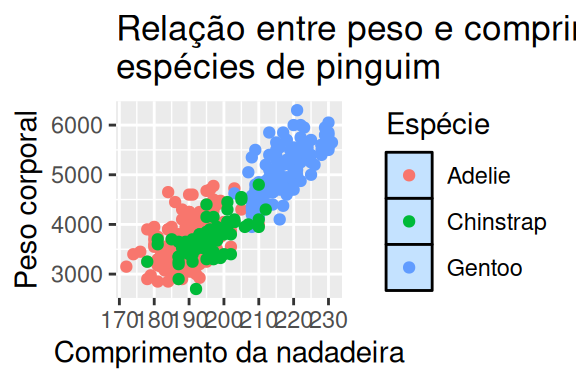 Relação entre peso e
espécies de pinguim
Peso corporal
6000
5000
4000
3000
170 180 190 200 210 220 230
Comprimento da nadadeira
Espécie
Adelie
Chinstrap
Gentoo